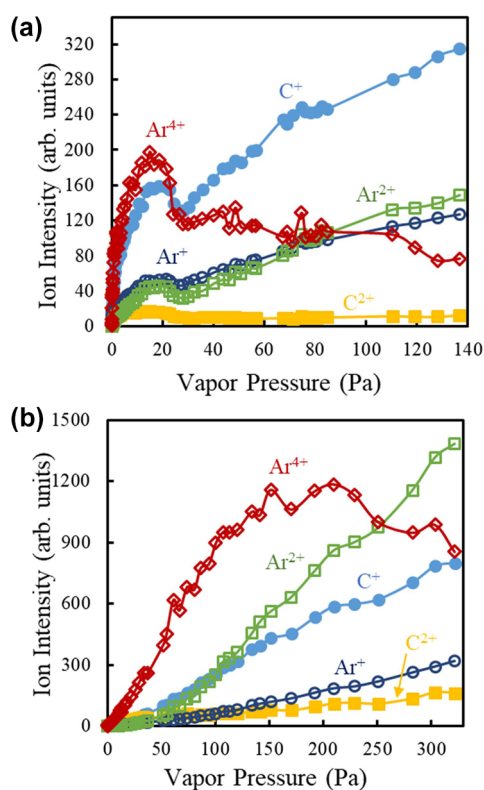 (a)
320
280
240
200
160
120
80
40
0
Ion Intensity (arb. units)
C⁺
Ar⁴⁺
Ar²⁺
Ar⁺
C²⁺
0 20 40 60 80 100 120 140
Vapor Pressure (Pa)
(b)
1500
1200
900
600
300
0
Ion Intensity (arb. units)
Ar⁴⁺
Ar²⁺
C⁺
C²⁺
Ar⁺
0 50 100 150 200 250 300
Vapor Pressure (Pa)